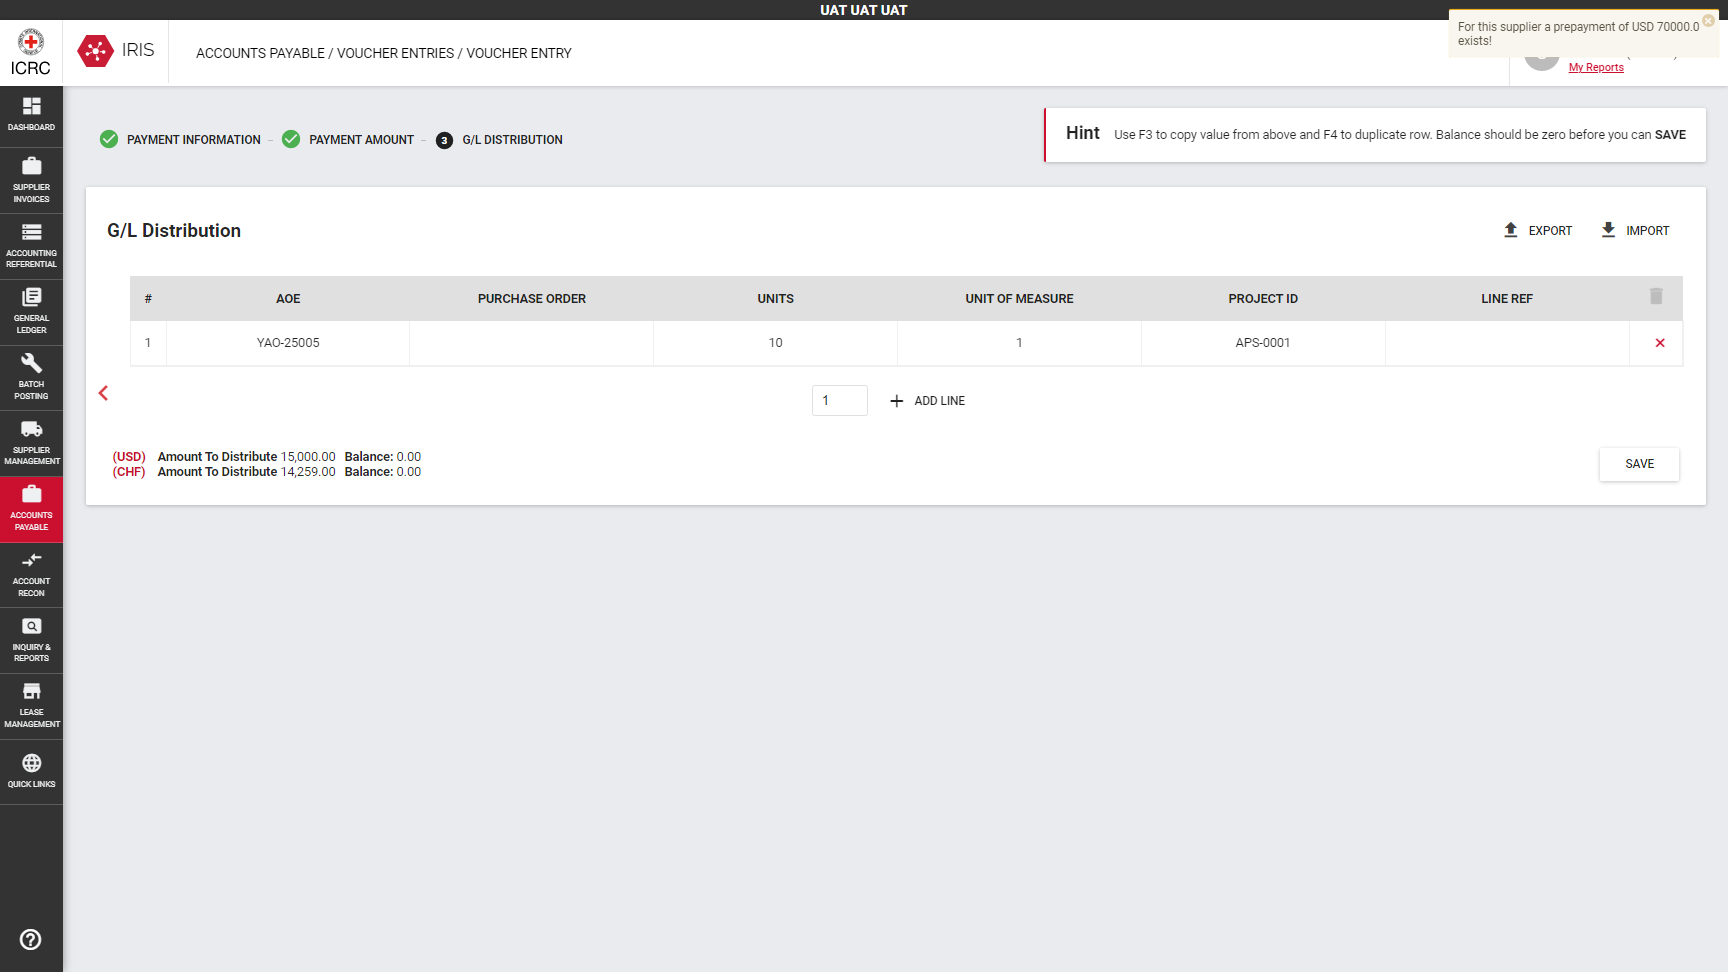 UAT UAT UAT
ICRC
IRIS
ACCOUNTS PAYABLE / VOUCHER ENTRIES / VOUCHER ENTRY
For this supplier a prepayment of USD 70000.0
exists!
My Reports
DASHBOARD
SUPPLIER
INVOICES
ACCOUNTING
REFERENTIAL
GENERAL
LEDGER
BATCH
POSTING
SUPPLIER
MANAGEMENT
ACCOUNTS
PAYABLE
ACCOUNT
RECON
INQUIRY &
REPORTS
LEASE
MANAGEMENT
QUICK LINKS
PAYMENT INFORMATION – PAYMENT AMOUNT – 3 G/L DISTRIBUTION
Hint Use F3 to copy value from above and F4 to duplicate row. Balance should be zero before you can SAVE
G/L Distribution
EXPORT IMPORT
# AOE PURCHASE ORDER UNITS UNIT OF MEASURE PROJECT ID LINE REF
1 YAO-25005 10 1 APS-0001
1 ADD LINE
(USD) Amount To Distribute 15,000.00 Balance: 0.00
(CHF) Amount To Distribute 14,259.00 Balance: 0.00
SAVE